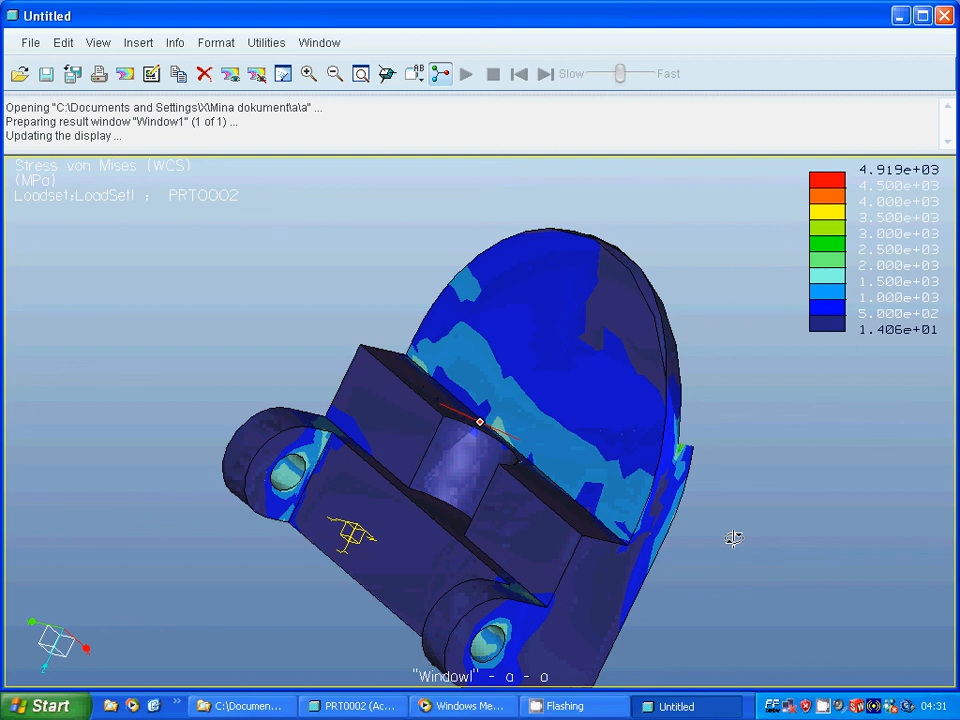 Untitled
File Edit View Insert Info Format Utilities Window
AB
Slow Fast
Opening "C:\Documents and Settings\X\Mina dokument\a\a" ...
Preparing result window "Window1" (1 of 1) ...
Updating the display ...
Stress von Mises (WCS)
(MPa)
Loadset:LoadSet1 : PRT0002
4.919e+03
4.500e+03
4.000e+03
3.500e+03
3.000e+03
2.500e+03
2.000e+03
1.500e+03
1.000e+03
5.000e+02
1.406e+01
Z
"Window1" - a - a
Start C:\Documen... PRT0002 (Ac... Windows Me... Flashing Untitled 04:31